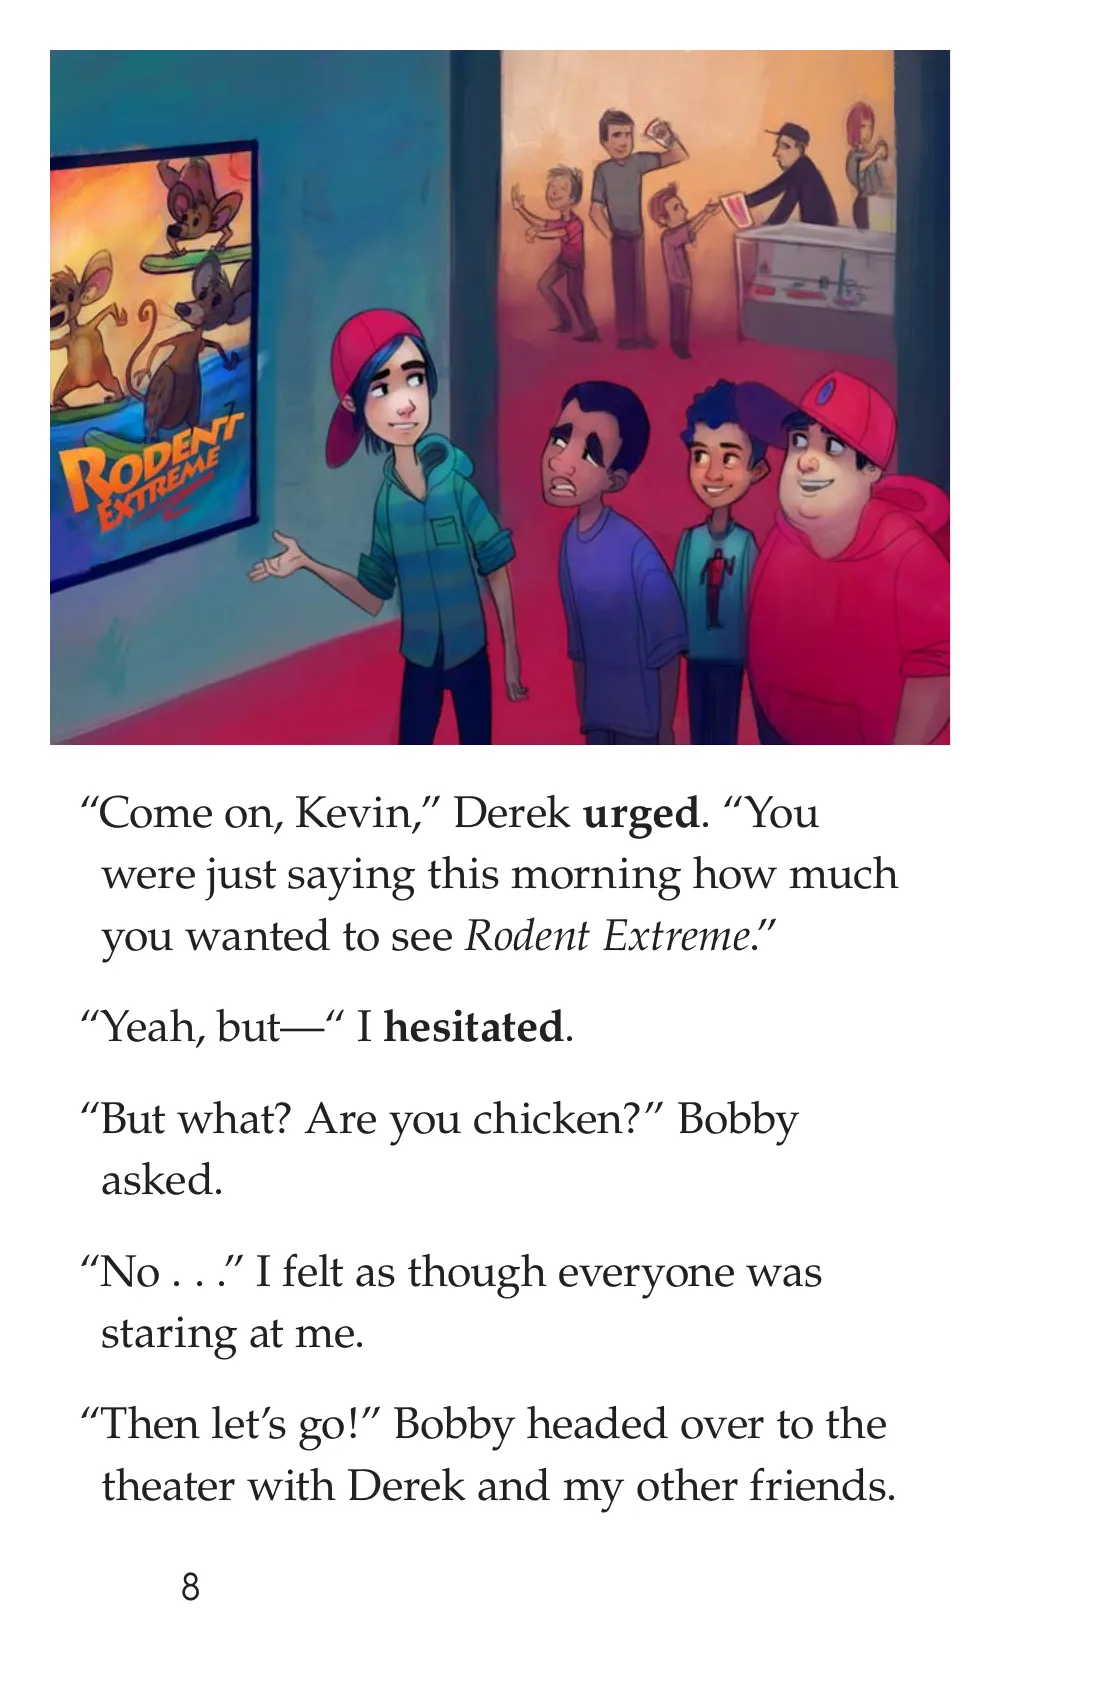 RODENT
EXTREME
“Come on, Kevin,” Derek urged. “You
were just saying this morning how much
you wanted to see Rodent Extreme.”
“Yeah, but—“ I hesitated.
“But what? Are you chicken?” Bobby
asked.
“No . . .” I felt as though everyone was
staring at me.
“Then let’s go!” Bobby headed over to the
theater with Derek and my other friends.
8